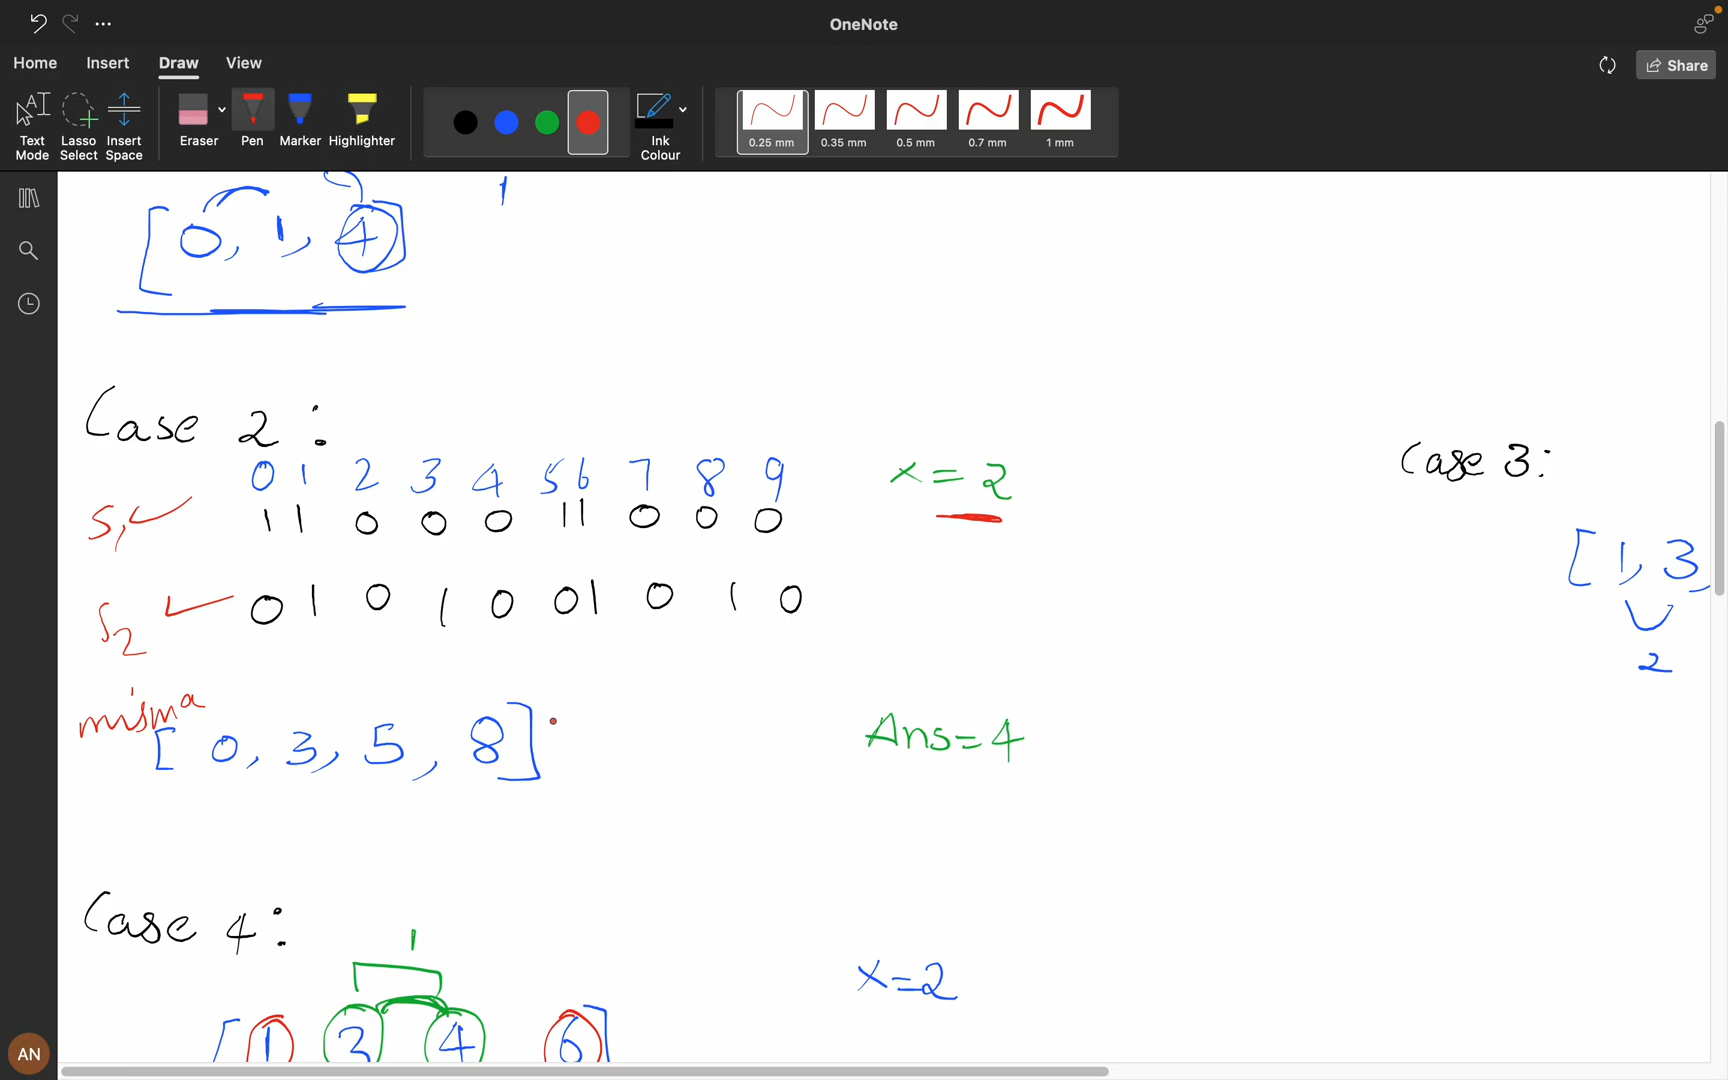 OneNote
Home Insert Draw View
Share
Text Mode
Lasso Select
Insert Space
Eraser
Pen
Marker
Highlighter
Ink Colour
0.25 mm
0.35 mm
0.5 mm
0.7 mm
1 mm
1
[0, 1, 4]
Case 2:
0 1 2 3 4 5 6 7 8 9
x = 2
S1 1 1 0 0 0 1 1 0 0 0
S2 0 1 0 1 0 0 1 0 1 0
misma
[0, 3, 5, 8]
Ans = 4
Case 3:
[1, 3,
2
Case 4:
1
x = 2
[1 3 4 6]
AN